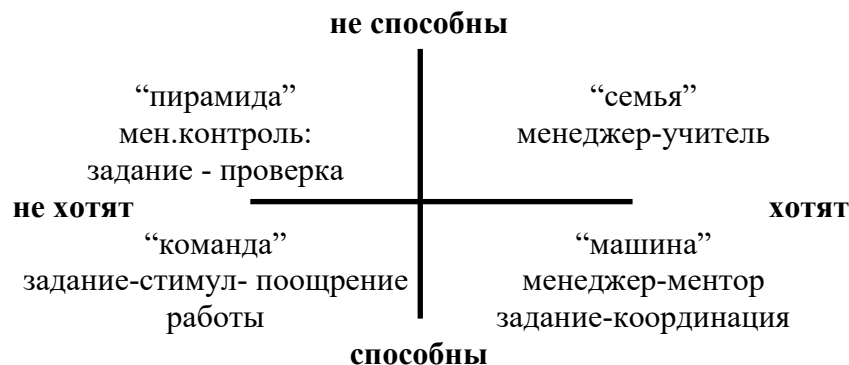 не способны
“пирамида”
мен.контроль:
задание - проверка
“семья”
менеджер-учитель
не хотят
хотят
“команда”
задание-стимул- поощрение
работы
“машина”
менеджер-ментор
задание-координация
способны